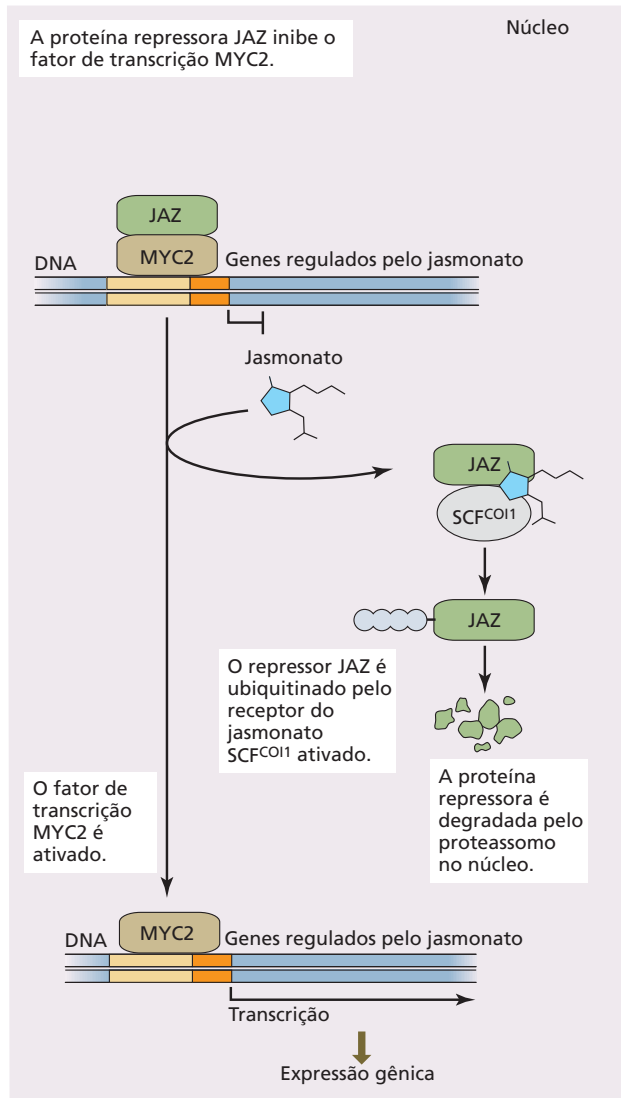 A proteína repressora JAZ inibe o
fator de transcrição MYC2.
Núcleo
JAZ
MYC2
DNA
Genes regulados pelo jasmonato
Jasmonato
JAZ
SCFCOI1
JAZ
O repressor JAZ é
ubiquitinado pelo
receptor do
jasmonato
SCFCOI1 ativado.
A proteína
repressora é
degradada pelo
proteassomo
no núcleo.
O fator de
transcrição
MYC2 é
ativado.
MYC2
DNA
Genes regulados pelo jasmonato
Transcrição
Expressão gênica